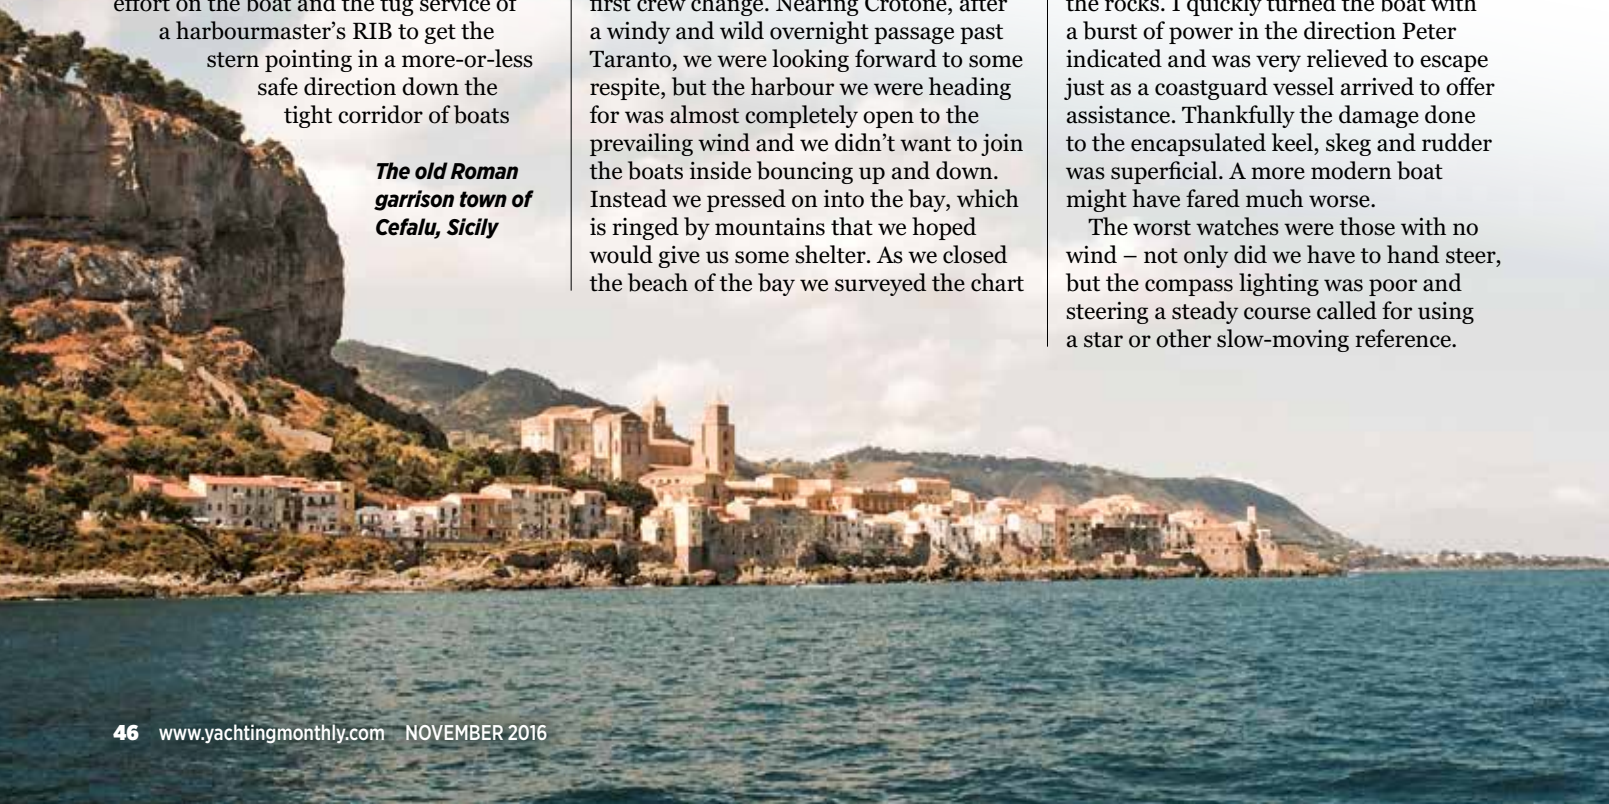 effort on the boat and the tug service of
a harbourmaster's RIB to get the
stern pointing in a more-or-less
safe direction down the
tight corridor of boats
The old Roman
garrison town of
Cefalu, Sicily
first crew change. Nearing Crotone, after
a windy and wild overnight passage past
Taranto, we were looking forward to some
respite, but the harbour we were heading
for was almost completely open to the
prevailing wind and we didn't want to join
the boats inside bouncing up and down.
Instead we pressed on into the bay, which
is ringed by mountains that we hoped
would give us some shelter. As we closed
the beach of the bay we surveyed the chart
the rocks. I quickly turned the boat with
a burst of power in the direction Peter
indicated and was very relieved to escape
just as a coastguard vessel arrived to offer
assistance. Thankfully the damage done
to the encapsulated keel, skeg and rudder
was superficial. A more modern boat
might have fared much worse.
The worst watches were those with no
wind – not only did we have to hand steer,
but the compass lighting was poor and
steering a steady course called for using
a star or other slow-moving reference.
46 www.yachtingmonthly.com NOVEMBER 2016